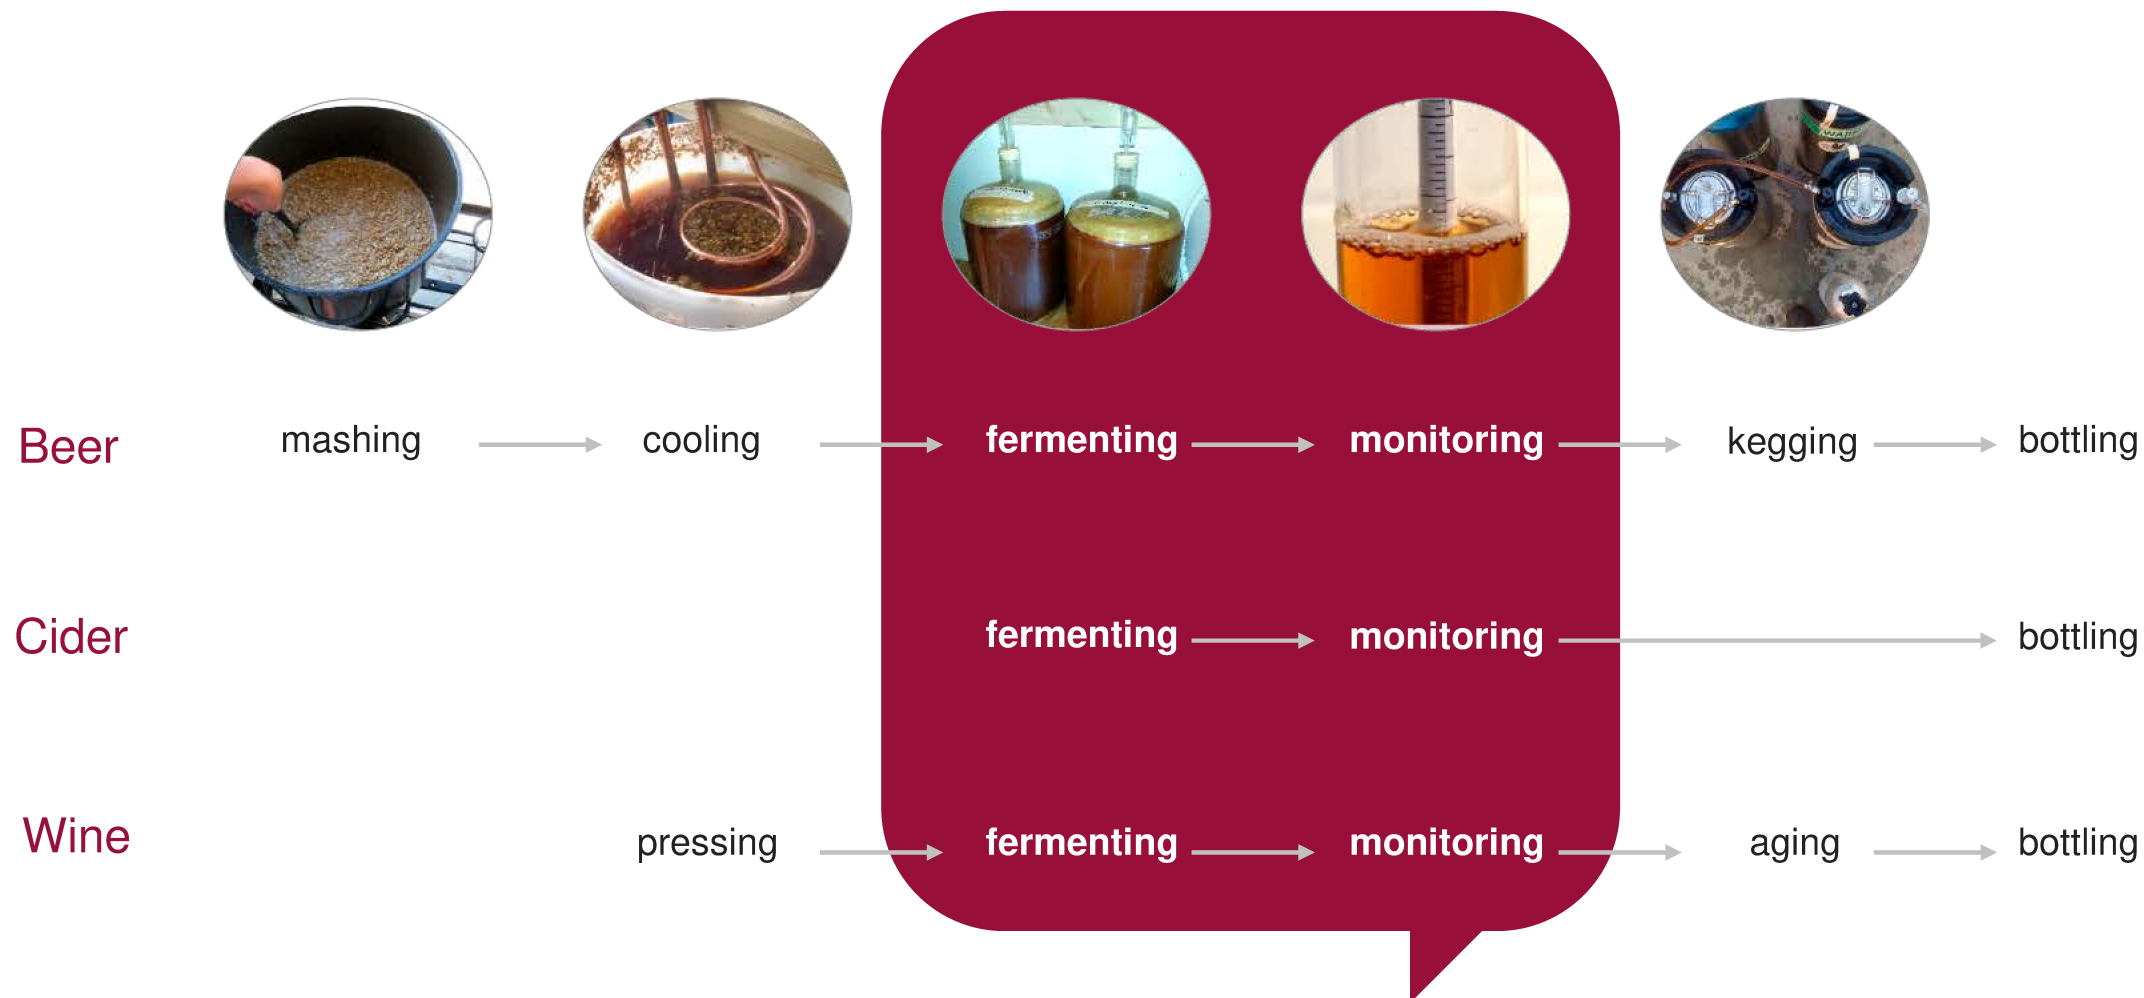 Beer mashing cooling fermenting monitoring kegging bottling
Cider fermenting monitoring bottling
Wine pressing fermenting monitoring aging bottling